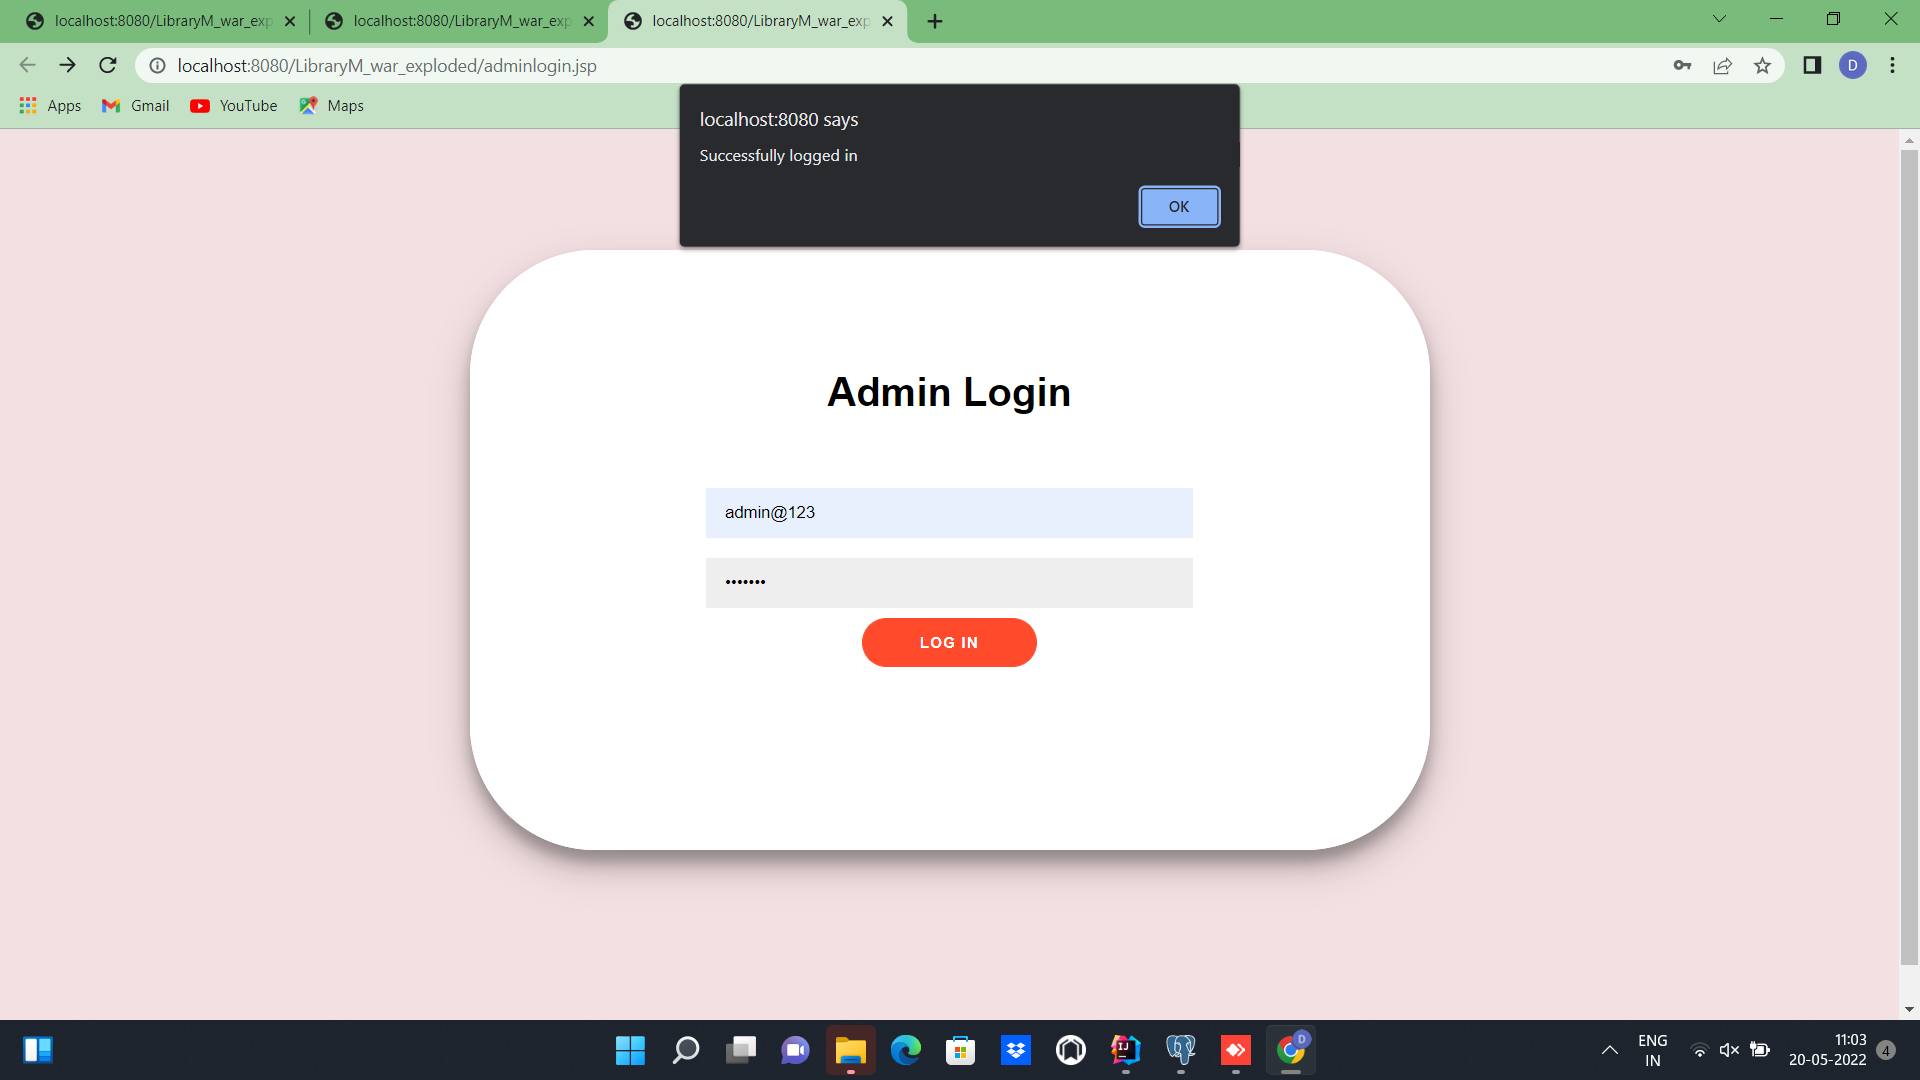 localhost:8080/LibraryM_war_exp
localhost:8080/LibraryM_war_exp
localhost:8080/LibraryM_war_exp
localhost:8080/LibraryM_war_exploded/adminlogin.jsp
D
Apps
Gmail
YouTube
Maps
localhost:8080 says
Successfully logged in
OK
Admin Login
admin@123
•••••••
LOG IN
IJ
D
ENG
IN
11:03
20-05-2022
4